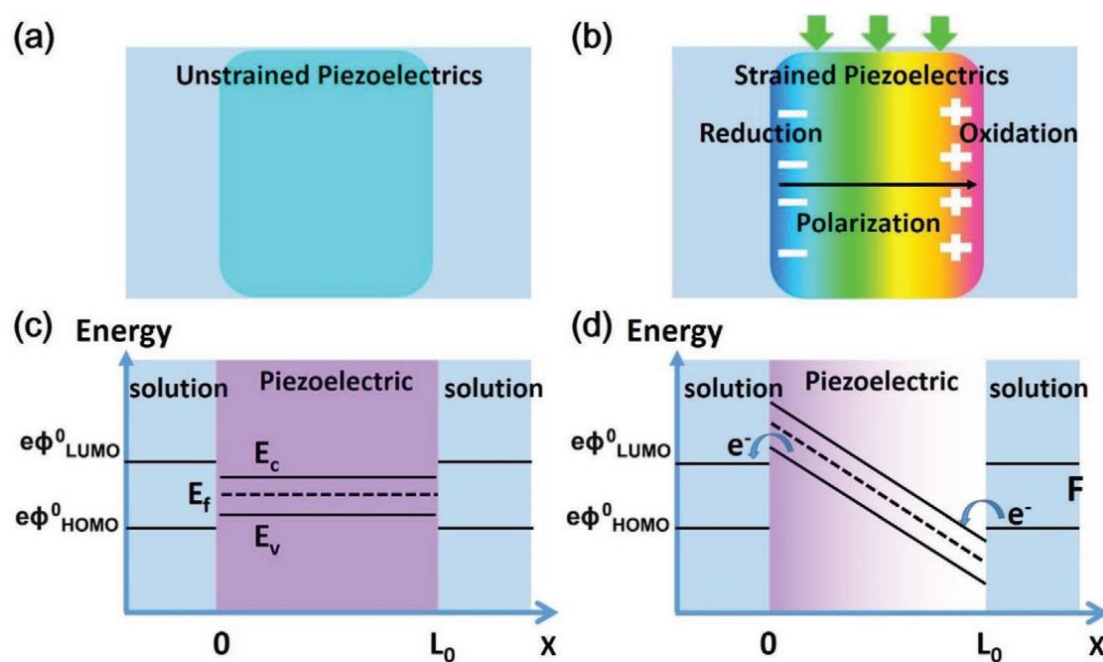 (a)
Unstrained Piezoelectrics
(b)
Strained Piezoelectrics
Reduction
Oxidation
Polarization
(c)
Energy
solution
Piezoelectric
solution
eϕ⁰LUMO
Ec
Ef
eϕ⁰HOMO
Ev
0
L₀
X
(d)
Energy
solution
Piezoelectric
solution
eϕ⁰LUMO
e⁻
F
eϕ⁰HOMO
e⁻
0
L₀
X